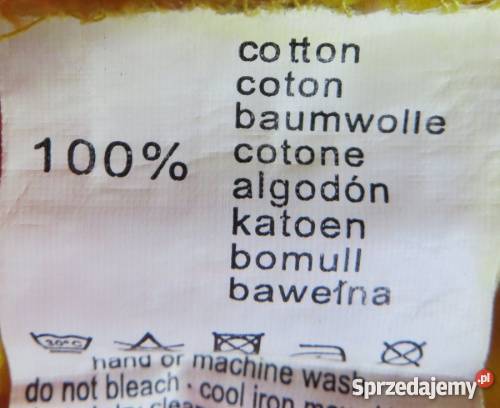 100%
cotton
coton
baumwolle
cotone
algodón
katoen
bomull
bawełna
30°C
hand or machine wash
do not bleach · cool iron
Sprzedajemy.pl